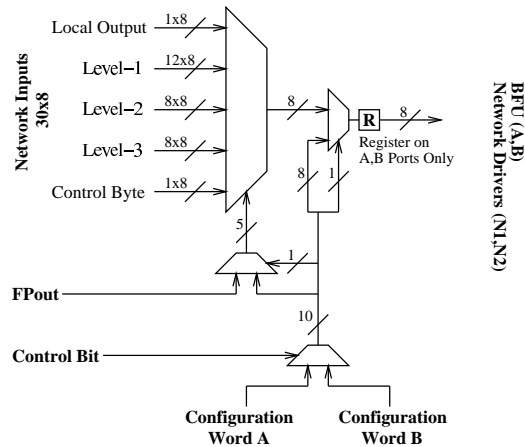 Network Inputs
30x8
Local Output
1x8
Level-1
12x8
Level-2
8x8
Level-3
8x8
Control Byte
1x8
8
8
R
Register on
A,B Ports Only
BFU (A,B)
Network Drivers (N1,N2)
8
1
5
1
FPout
10
Control Bit
Configuration
Word A
Configuration
Word B